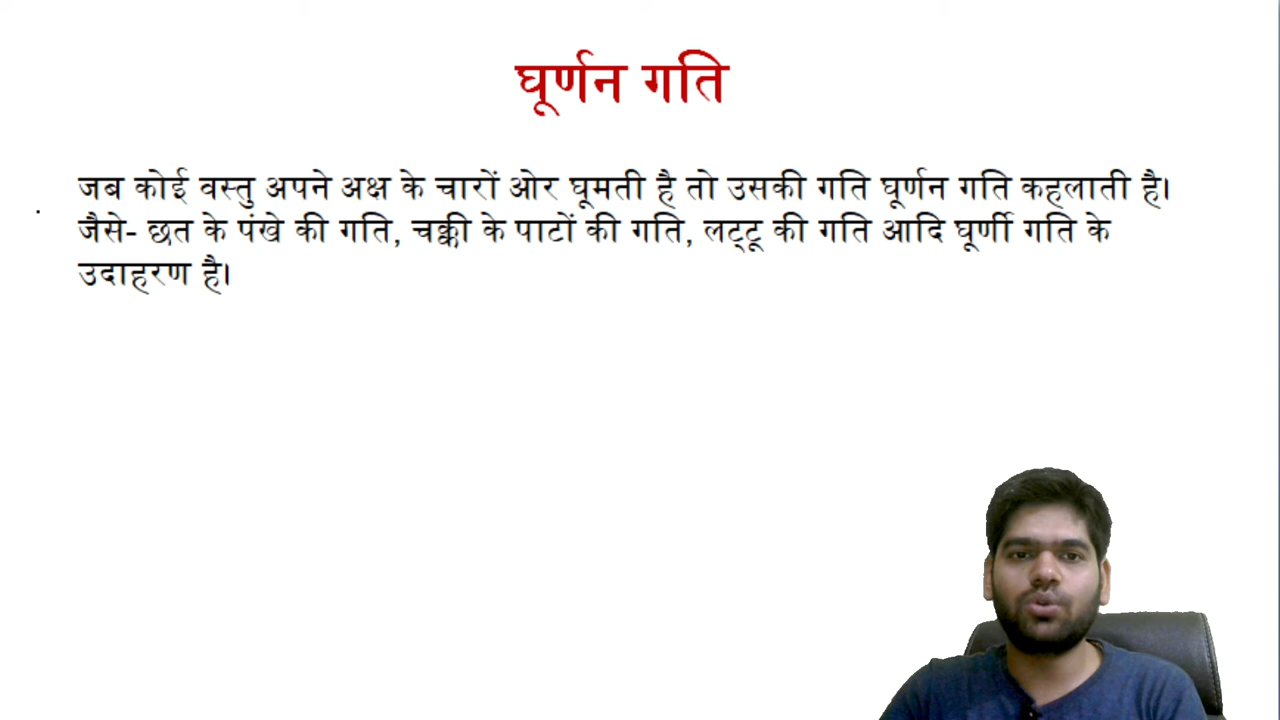 घूर्णन गति
जब कोई वस्तु अपने अक्ष के चारों ओर घूमती है तो उसकी गति घूर्णन गति कहलाती है।
जैसे- छत के पंखे की गति, चक्की के पाटों की गति, लट्टू की गति आदि घूर्णी गति के
उदाहरण है।